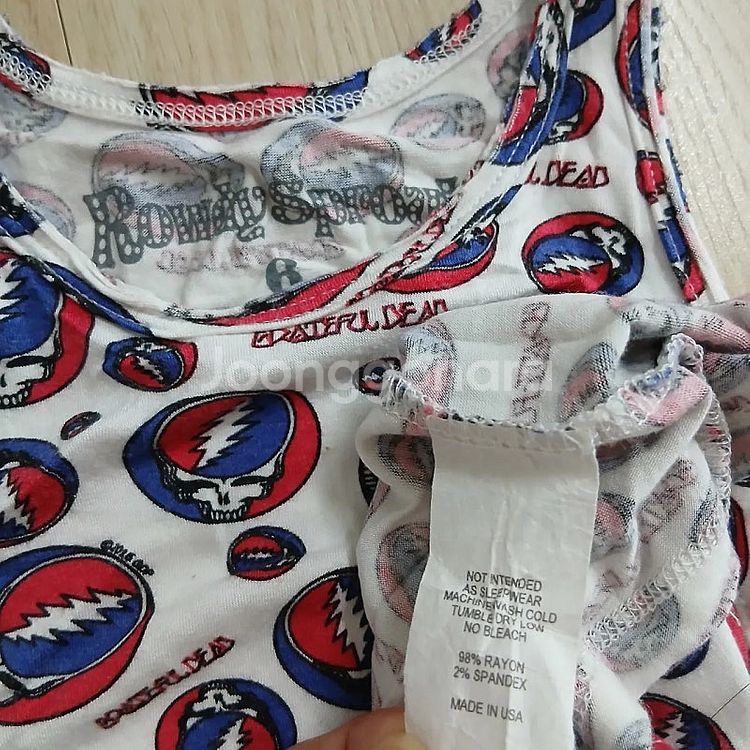 Rowdy Sprout
6
L DEAD
GRATEFUL DEAD
Joonggonara
GRATEFUL DEAD
NOT INTENDED
AS SLEEPWEAR
MACHINE WASH COLD
TUMBLE DRY LOW
NO BLEACH
98% RAYON
2% SPANDEX
MADE IN USA